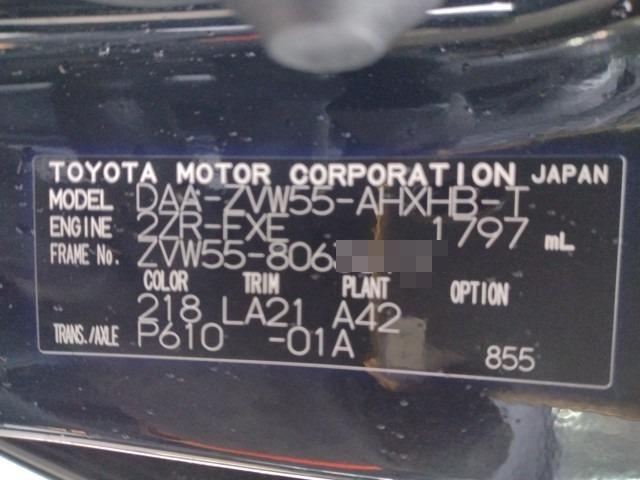 TOYOTA MOTOR CORPORATION JAPAN
MODEL DAA-ZVW55-AHXHB-T
ENGINE 2ZR-FXE 1797 mL
FRAME No. ZVW55-806
COLOR TRIM PLANT OPTION
218 LA21 A42
TRANS./AXLE P610 -01A
855